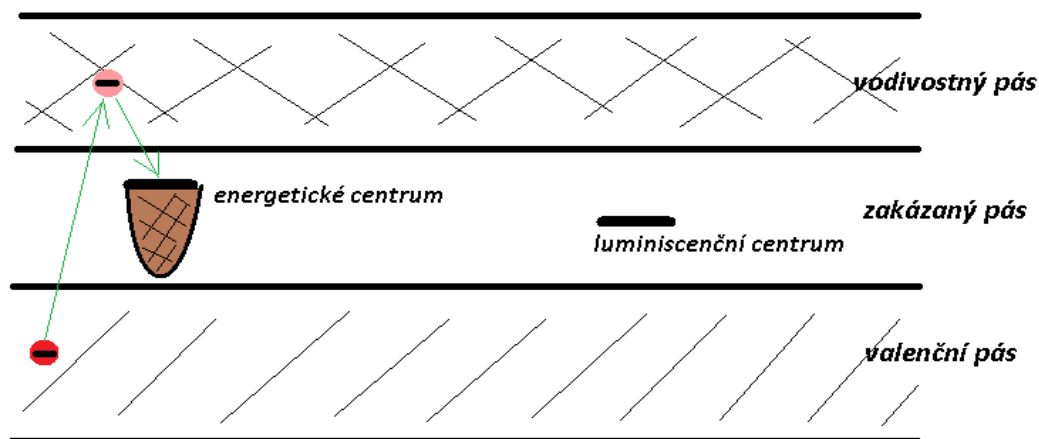 vodivostný pás
energetické centrum
zakázaný pás
luminiscenční centrum
valenční pás